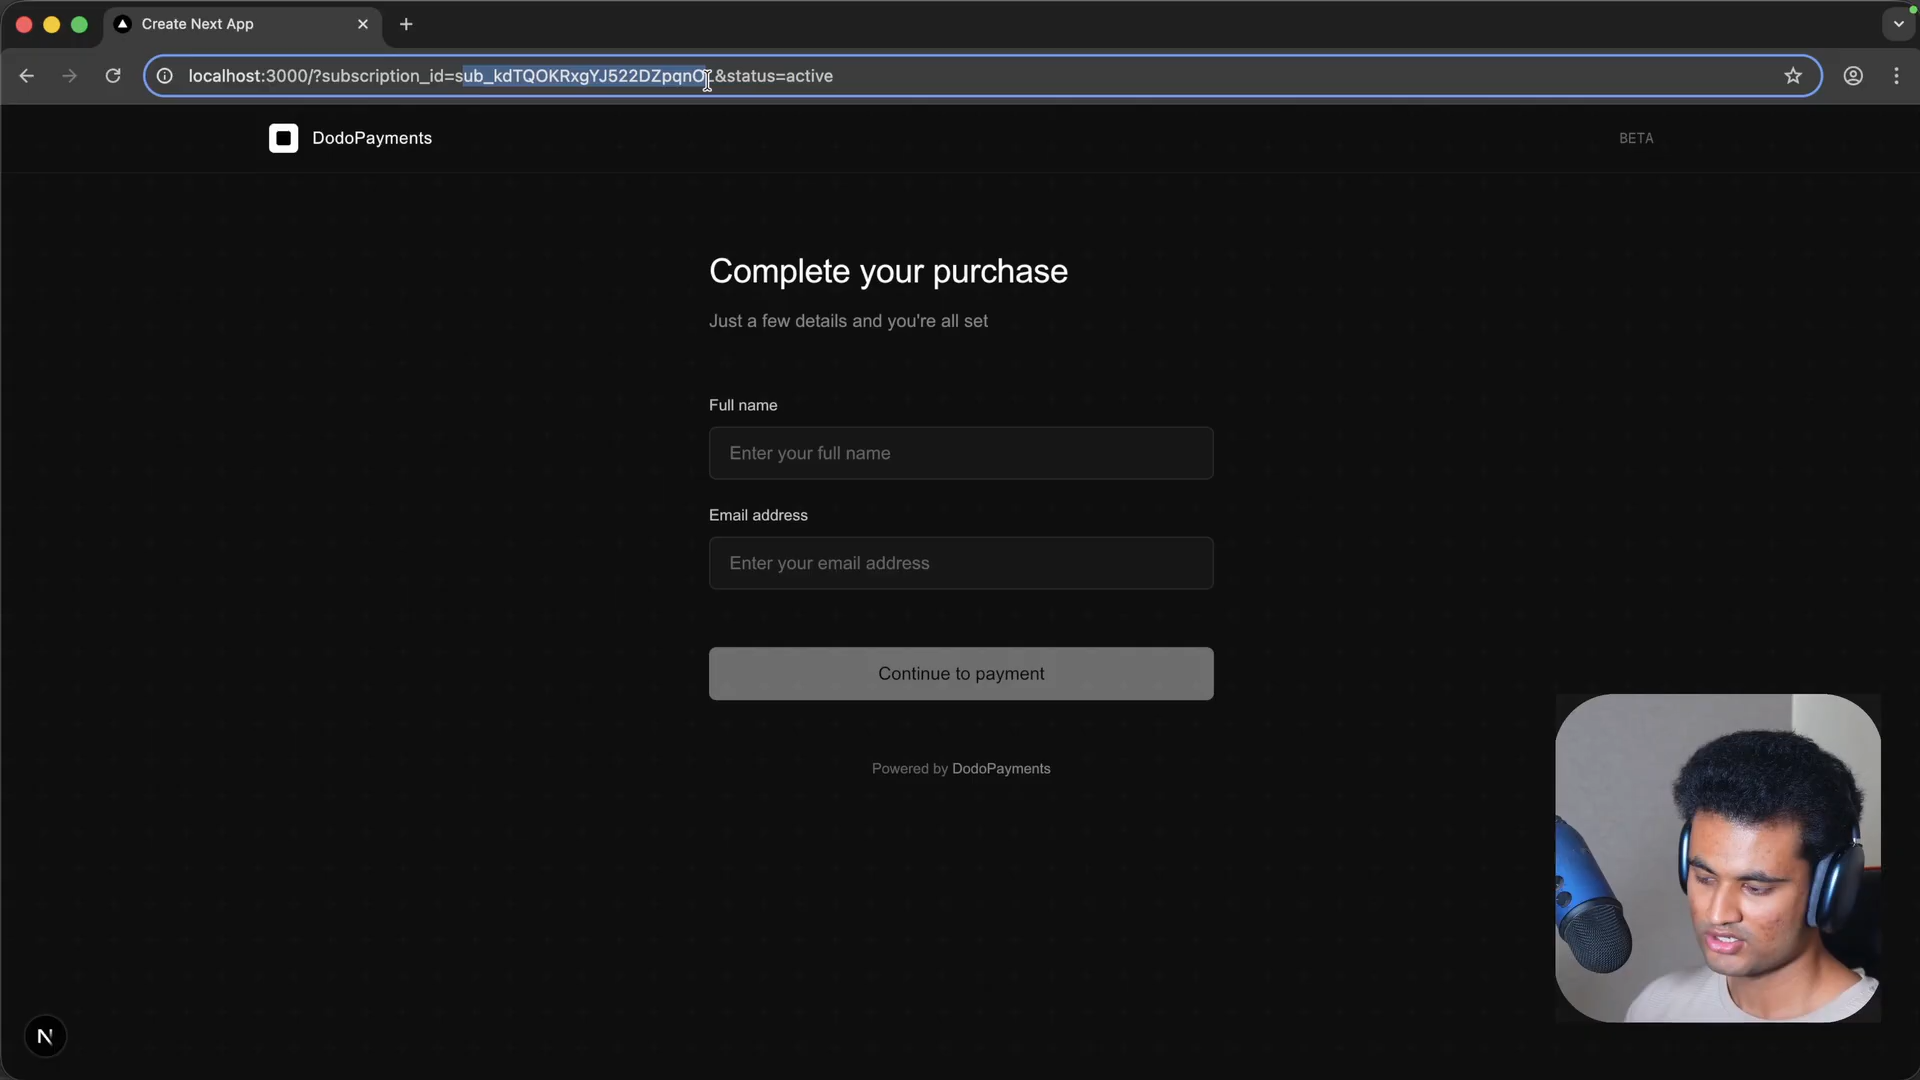 Create Next App
localhost:3000/?subscription_id=sub_kdTQOKRxgYJ522DZpqnO&status=active
DodoPayments
BETA
Complete your purchase
Just a few details and you're all set
Full name
Enter your full name
Email address
Enter your email address
Continue to payment
Powered by DodoPayments
N